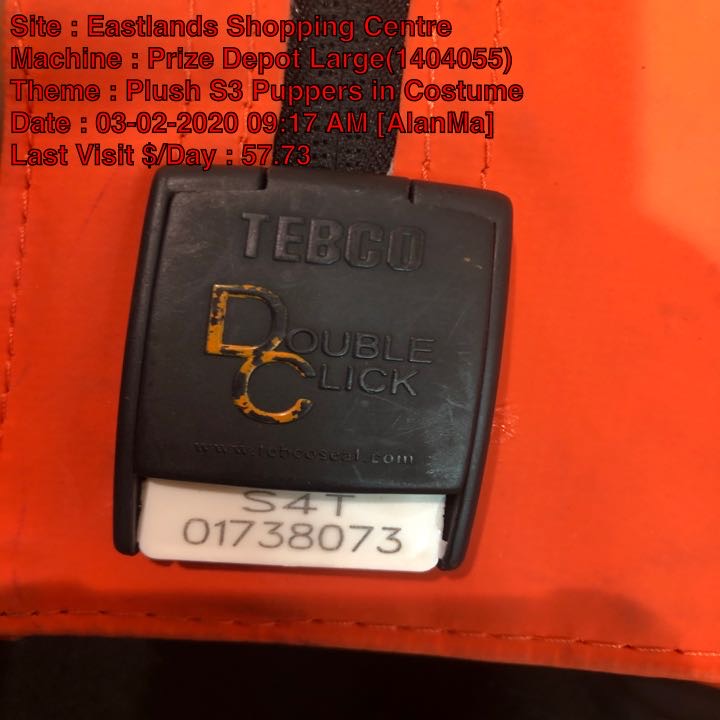 Site : Eastlands Shopping Centre
Machine : Prize Depot Large(1404055)
Theme : Plush S3 Puppers in Costume
Date : 03-02-2020 09:17 AM [AlanMa]
Last Visit $/Day : 57.73
TEBCO
DOUBLE
CLICK
www.tebcoseal.com
S4T
01738073